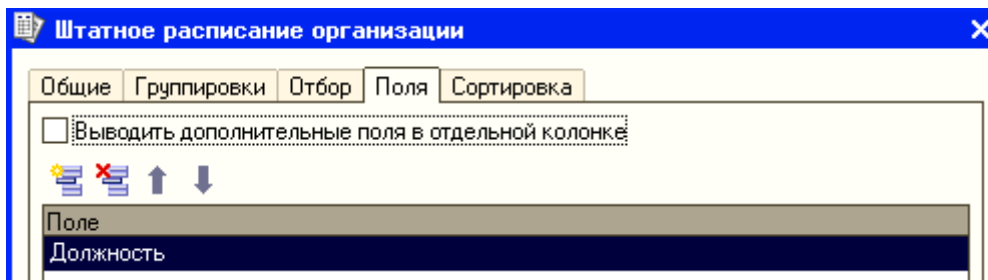 Штатное расписание организации
Общие Группировки Отбор Поля Сортировка
Выводить дополнительные поля в отдельной колонке
Поле
Должность